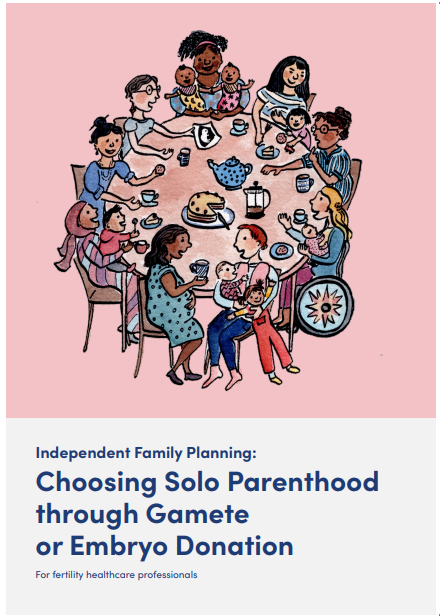 Independent Family Planning:
Choosing Solo Parenthood
through Gamete
or Embryo Donation
For fertility healthcare professionals